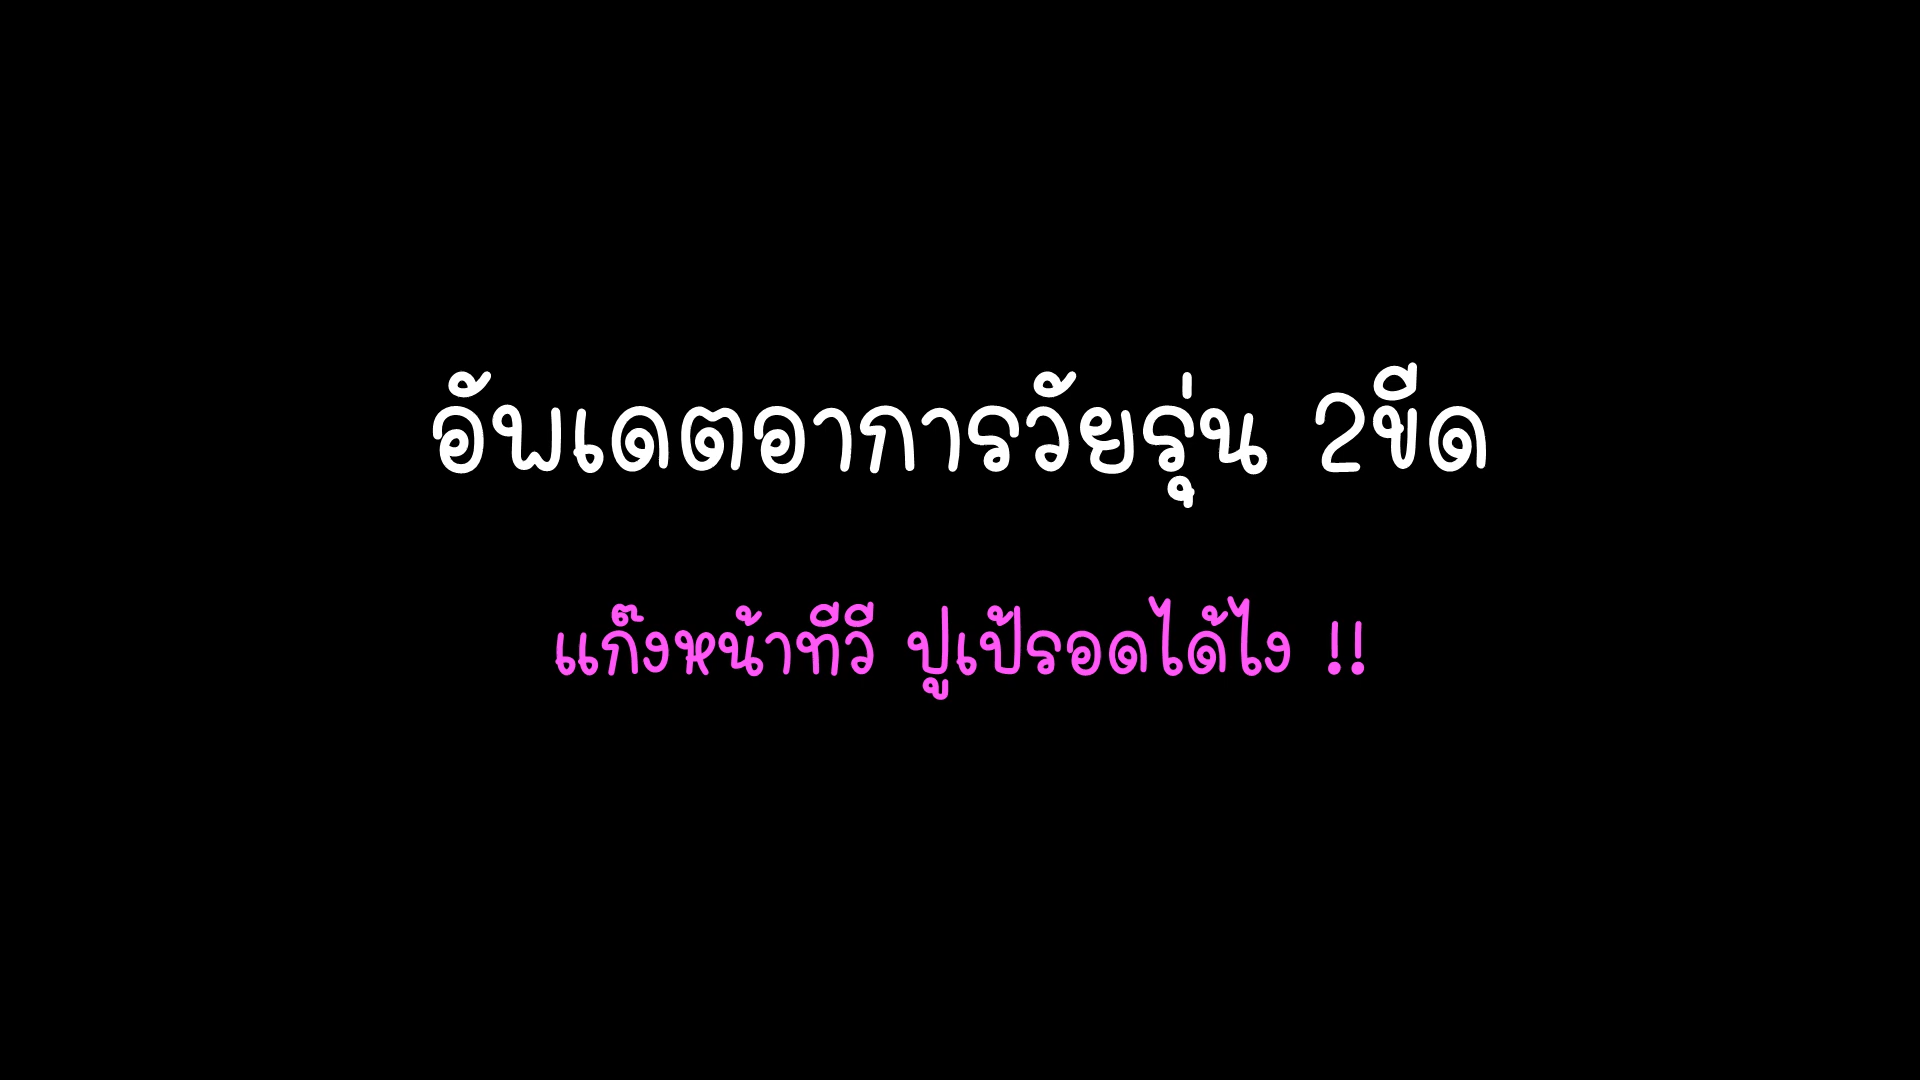 อัพเดตอาการวัยรุ่น 2ขีด
แก๊งหน้าทีวี ปูเป้รอดได้ไง !!